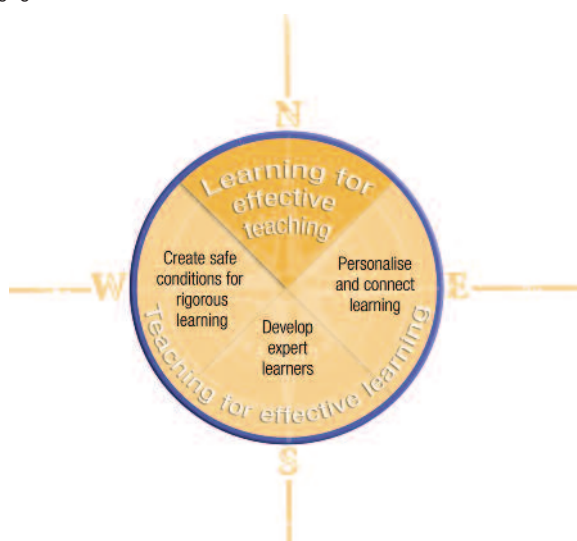 N
Learning for
effective
teaching
Create safe
conditions for
rigorous
learning
Personalise
and connect
learning
W
E
Develop
expert
learners
Teaching for effective learning
S